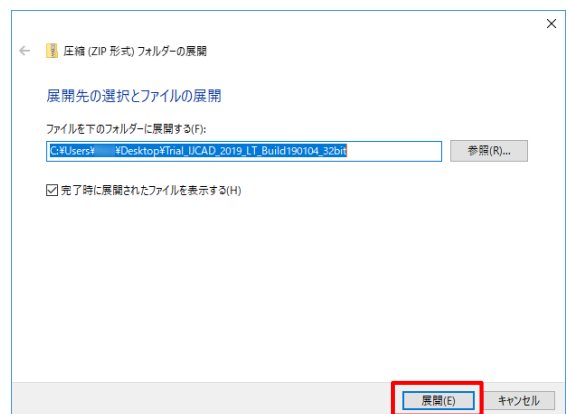 圧縮 (ZIP 形式) フォルダーの展開
展開先の選択とファイルの展開
ファイルを下のフォルダーに展開する(F):
C:¥Users¥ ¥Desktop¥Trial_IJCAD_2019_LT_Build190104_32bit
参照(R)...
完了時に展開されたファイルを表示する(H)
展開(E)
キャンセル